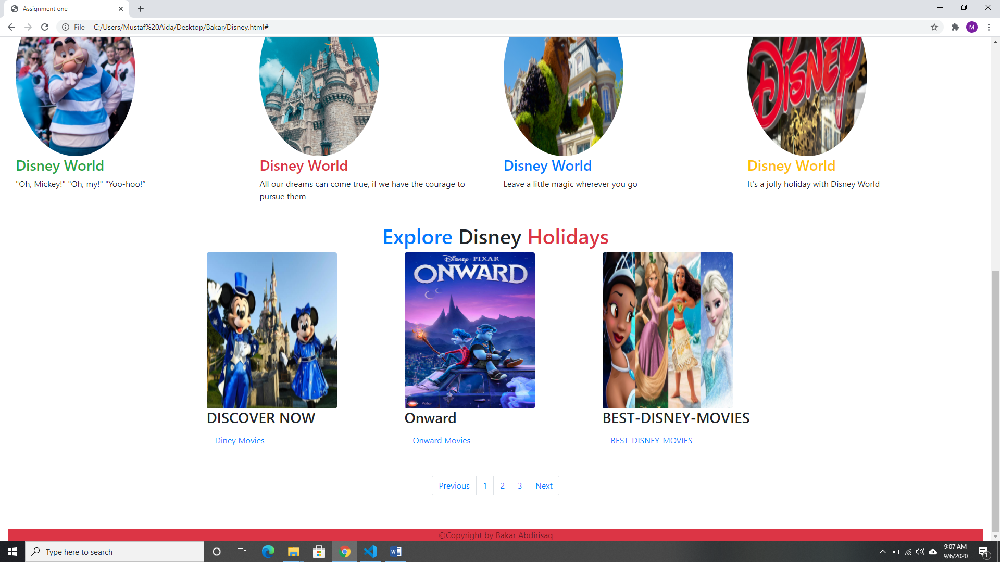 Assignment one
File
C:/Users/Mustaf%20Aida/Desktop/Bakar/Disney.html#
M
DISNEY
Disney World
Disney World
Disney World
Disney World
"Oh, Mickey!" "Oh, my!" "Yoo-hoo!”
All our dreams can come true, if we have the courage to
pursue them
Leave a little magic wherever you go
It’s a jolly holiday with Disney World
Explore Disney Holidays
DISNEY · PIXAR
ONWARD
DISCOVER NOW
Onward
BEST-DISNEY-MOVIES
Diney Movies
Onward Movies
BEST-DISNEY-MOVIES
Previous
1
2
3
Next
©Copyright by Bakar Abdirisaq
Type here to search
9:07 AM
9/6/2020
1